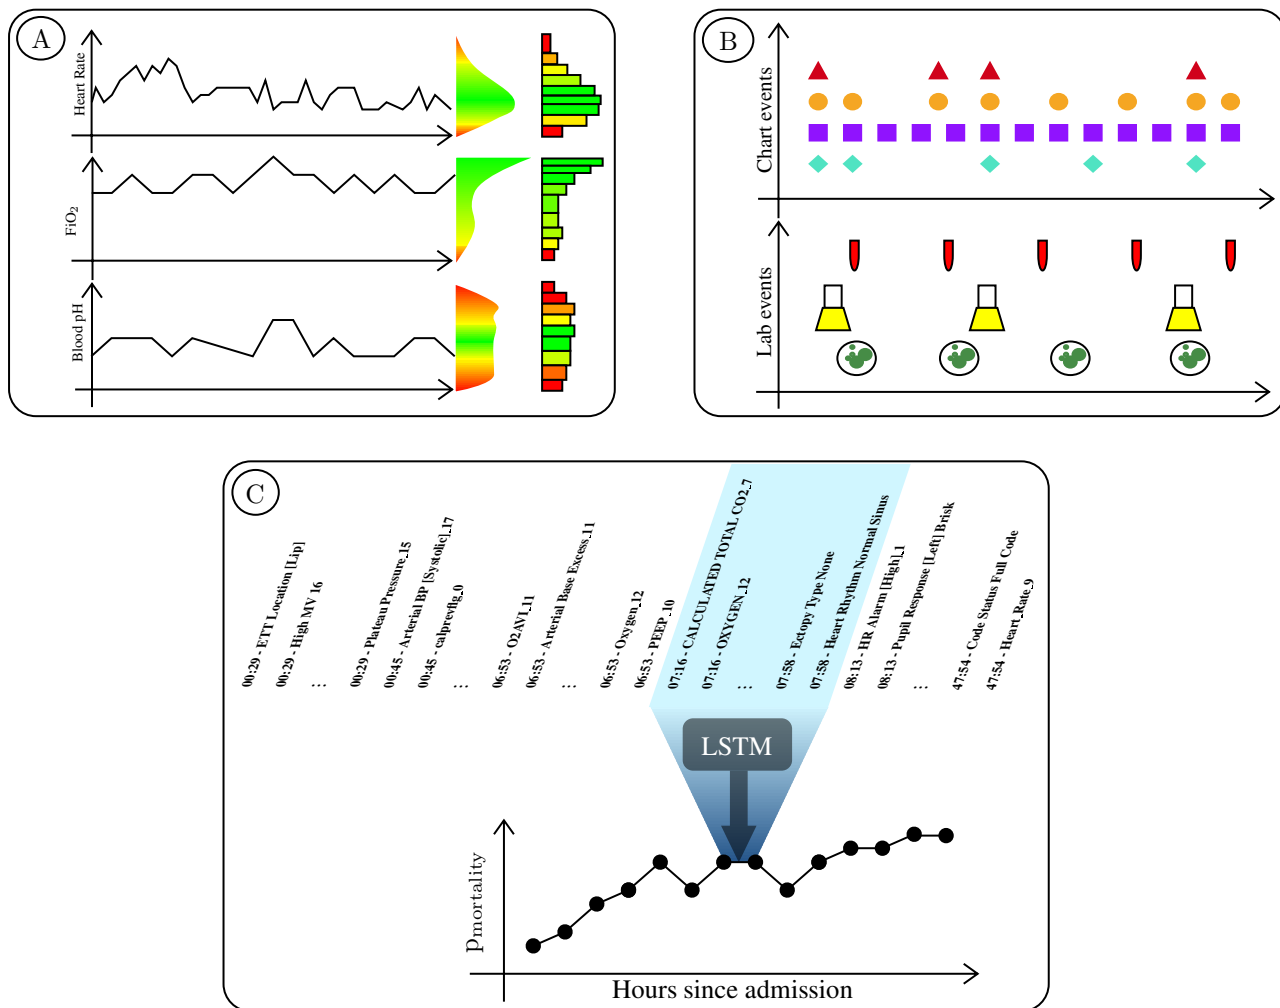 A
Heart Rate
FiO2
Blood pH
B
Chart events
Lab events
C
00:29 - ETT Location [Lip]
00:29 - High MV 16
...
00:29 - Plateau Pressure_15
00:45 - Arterial BP [Systolic]_17
00:45 - calprevflg_0
...
06:53 - O2AVI_11
06:53 - Arterial Base Excess_11
...
06:53 - Oxygen_12
06:53 - PEEP_10
07:16 - CALCULATED TOTAL CO2_7
07:16 - OXYGEN_12
...
07:58 - Ectopy Type None
07:58 - Heart Rhythm Normal Sinus
08:13 - HR Alarm [High]_1
08:13 - Pupil Response [Left] Brisk
...
47:54 - Code Status Full Code
47:54 - Heart_Rate_9
LSTM
pmortality
Hours since admission